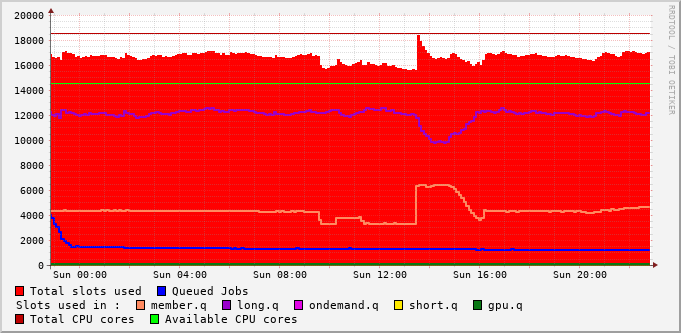 20000
18000
16000
14000
12000
10000
8000
6000
4000
2000
0
Sun 00:00 Sun 04:00 Sun 08:00 Sun 12:00 Sun 16:00 Sun 20:00
Total slots used Queued Jobs
Slots used in : member.q long.q ondemand.q short.q gpu.q
Total CPU cores Available CPU cores
RRDTOOL / TOBI OETIKER